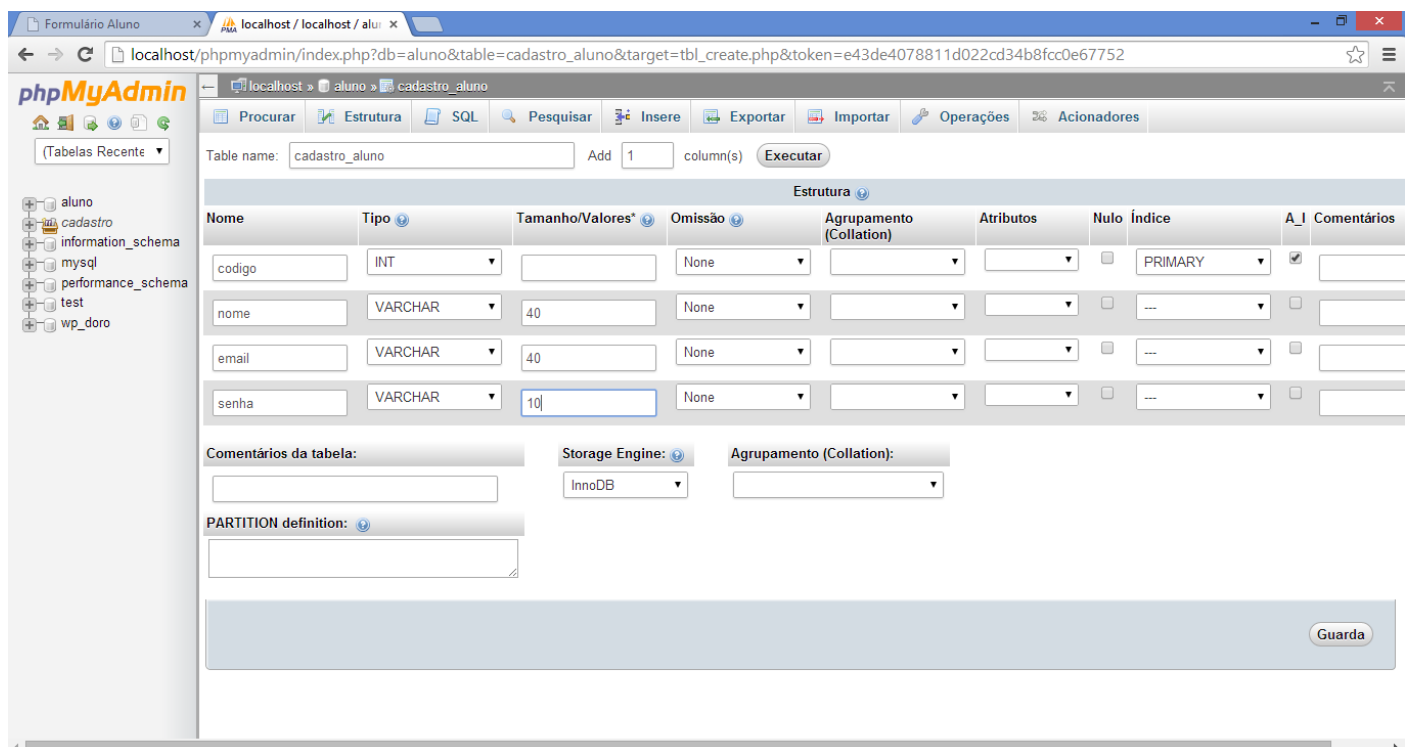 Formulário Aluno
localhost / localhost / alu
localhost/phpmyadmin/index.php?db=aluno&table=cadastro_aluno&target=tbl_create.php&token=e43de4078811d022cd34b8fcc0e67752
phpMyAdmin
(Tabelas Recente
aluno
cadastro
information_schema
mysql
performance_schema
test
wp_doro
localhost » aluno » cadastro_aluno
Procurar Estrutura SQL Pesquisar Insere Exportar Importar Operações Acionadores
Table name: cadastro_aluno Add 1 column(s) Executar
Estrutura
Nome Tipo Tamanho/Valores* Omissão Agrupamento (Collation) Atributos Nulo Índice A_I Comentários
codigo INT None PRIMARY
nome VARCHAR 40 None ---
email VARCHAR 40 None ---
senha VARCHAR 10 None ---
Comentários da tabela: Storage Engine: Agrupamento (Collation):
InnoDB
PARTITION definition:
Guarda